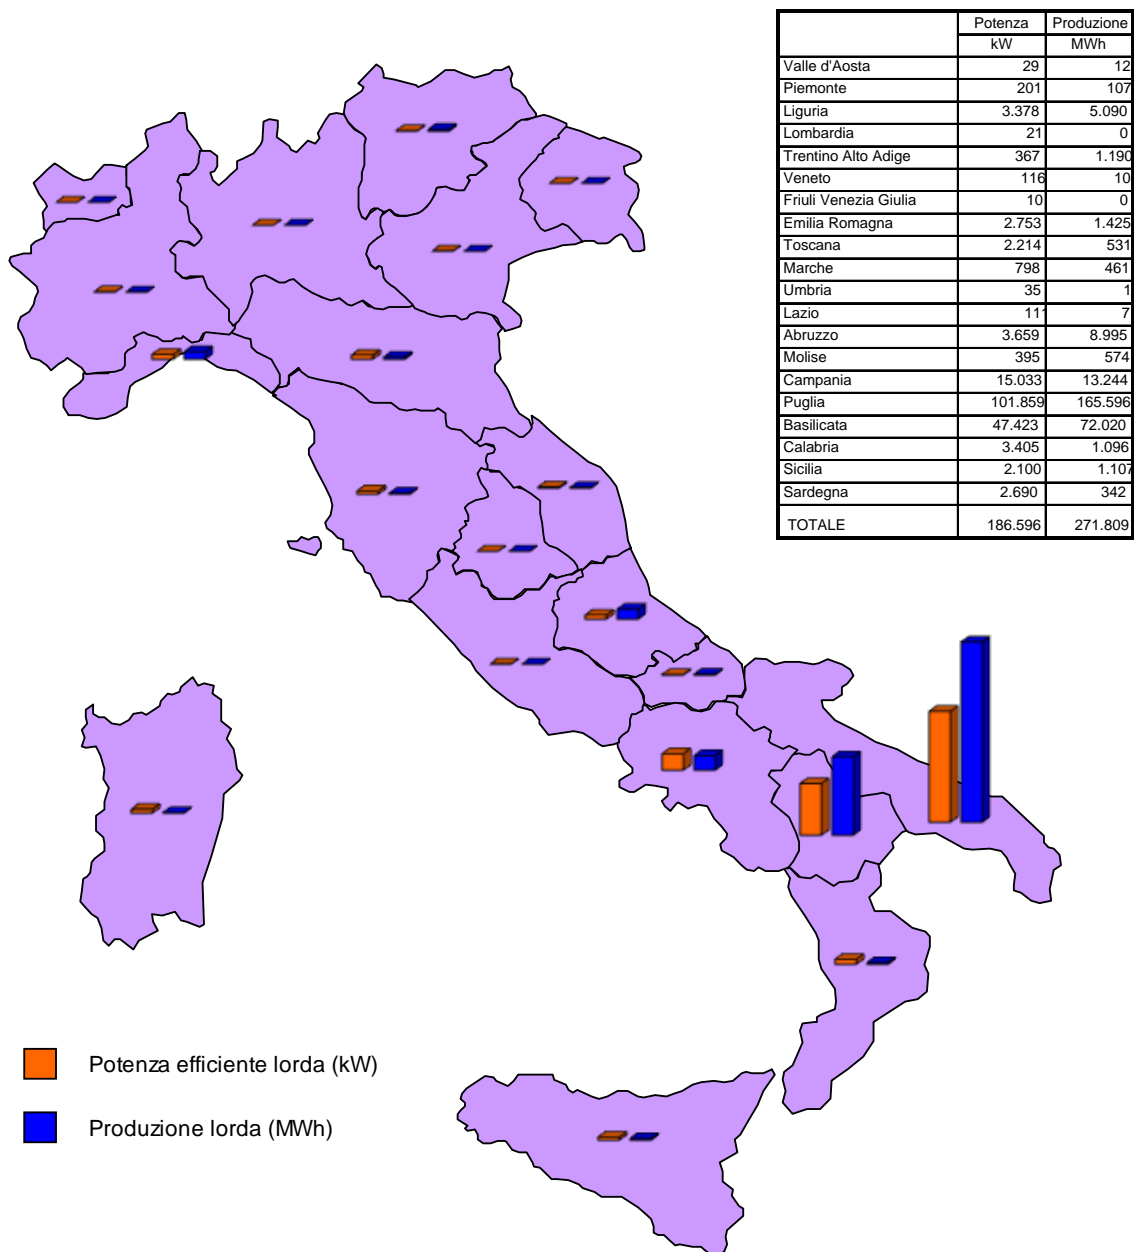 Potenza Produzione
kW MWh
Valle d'Aosta 29 12
Piemonte 201 107
Liguria 3.378 5.090
Lombardia 21 0
Trentino Alto Adige 367 1.190
Veneto 116 10
Friuli Venezia Giulia 10 0
Emilia Romagna 2.753 1.425
Toscana 2.214 531
Marche 798 461
Umbria 35 1
Lazio 111 7
Abruzzo 3.659 8.995
Molise 395 574
Campania 15.033 13.244
Puglia 101.859 165.596
Basilicata 47.423 72.020
Calabria 3.405 1.096
Sicilia 2.100 1.107
Sardegna 2.690 342
TOTALE 186.596 271.809
Potenza efficiente lorda (kW)
Produzione lorda (MWh)